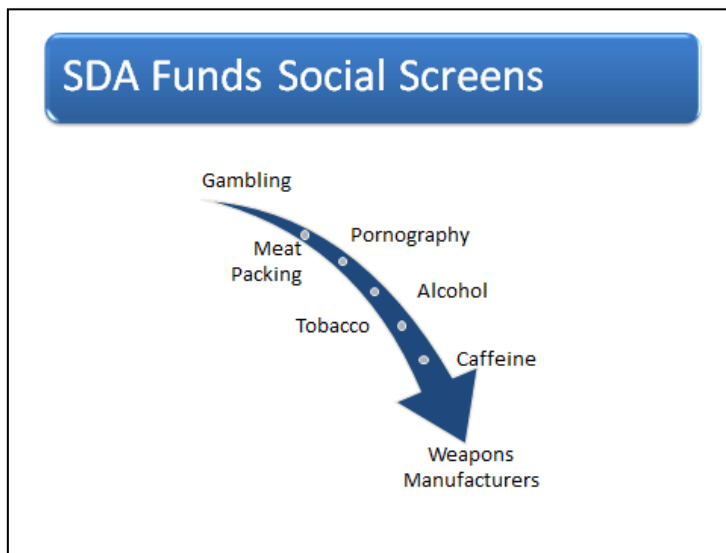 SDA Funds Social Screens
Gambling
Pornography
Meat
Packing
Alcohol
Tobacco
Caffeine
Weapons
Manufacturers